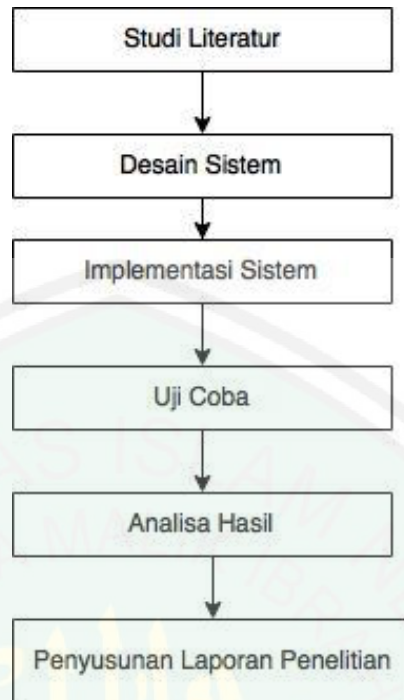 Studi Literatur
Desain Sistem
Implementasi Sistem
Uji Coba
Analisa Hasil
Penyusunan Laporan Penelitian